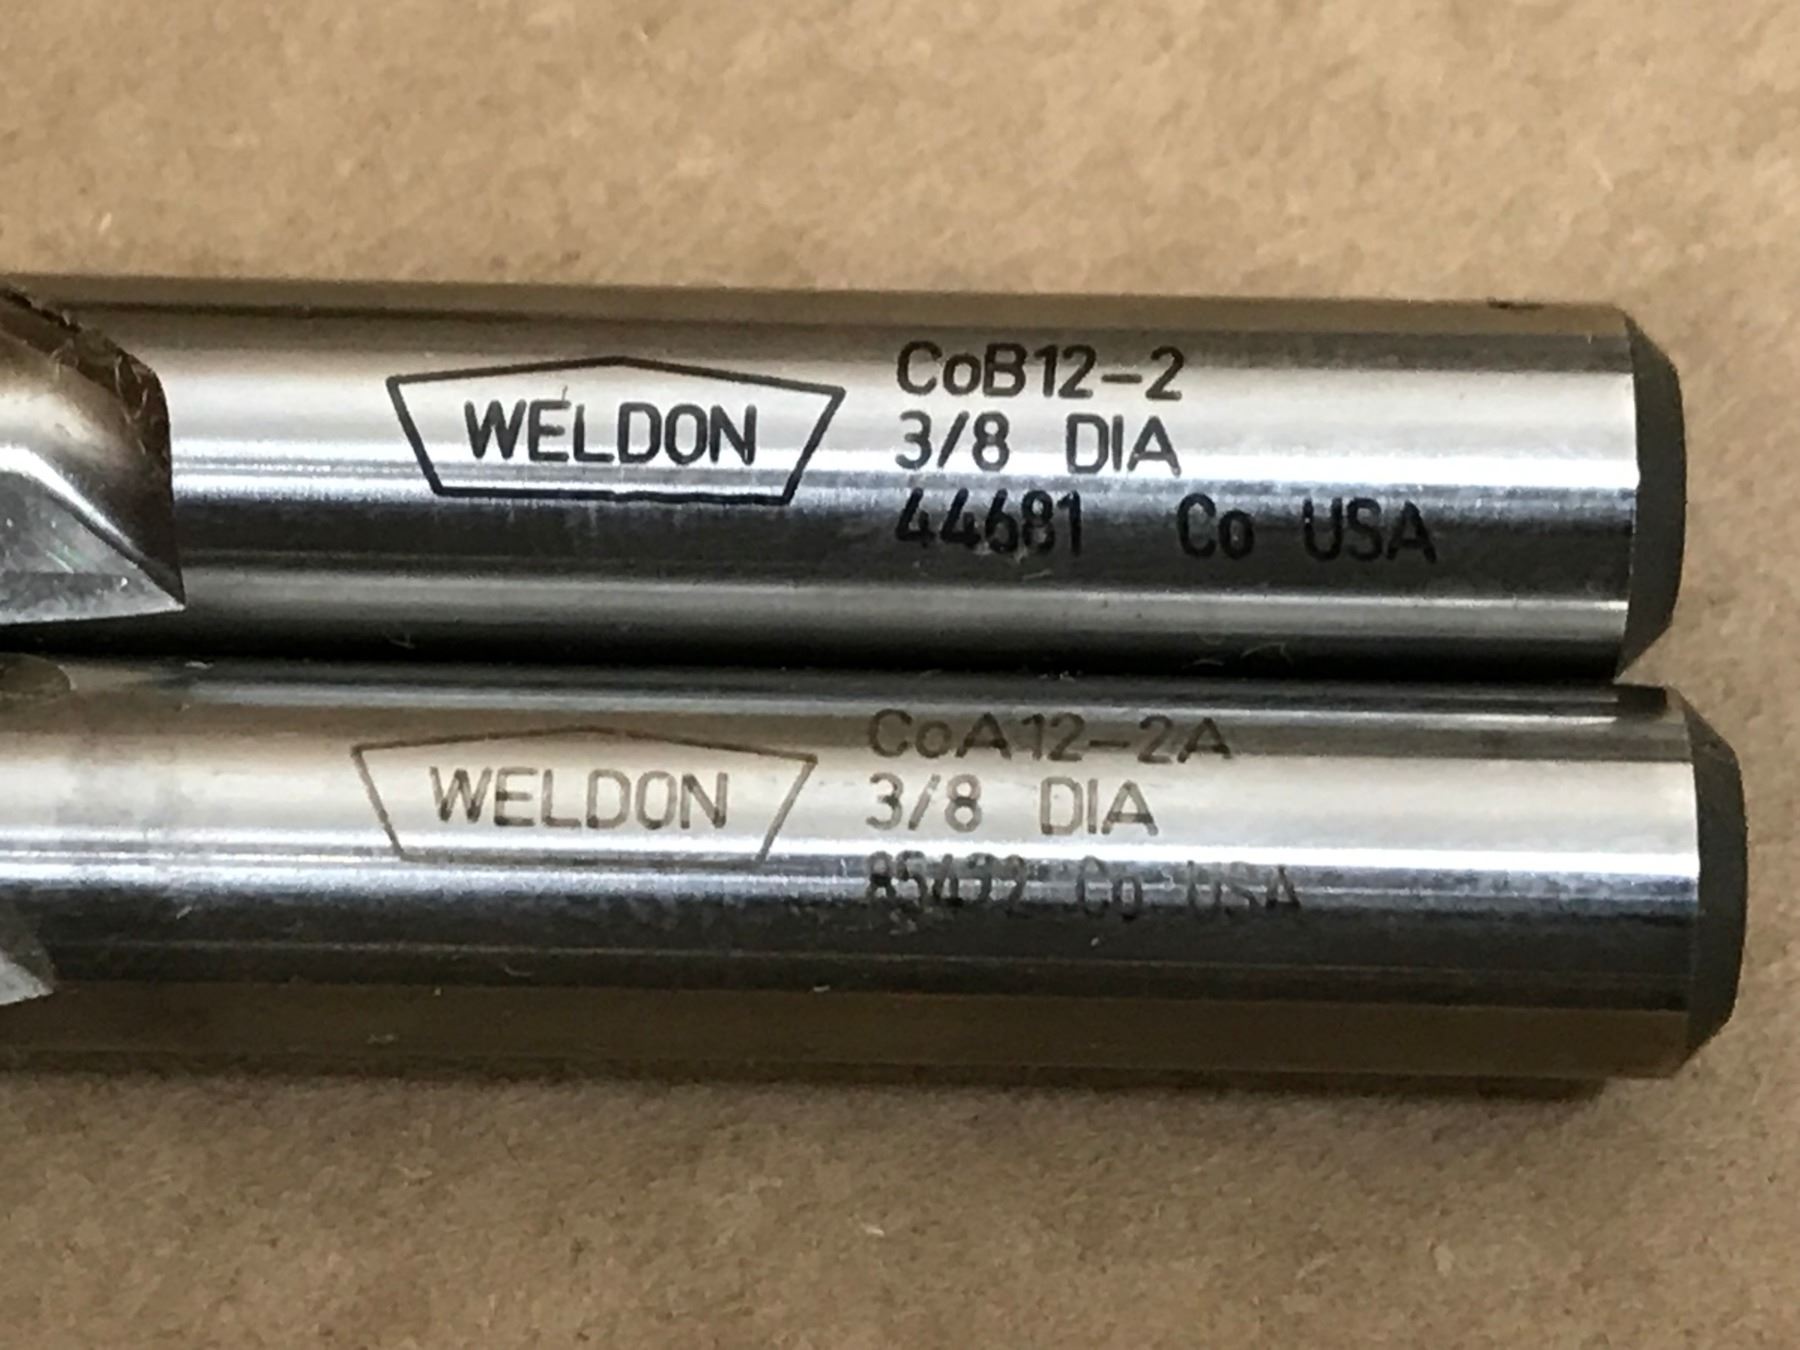 WELDON
CoB12-2
3/8 DIA
44681 Co USA
WELDON
CoA12-2A
3/8 DIA
Co USA